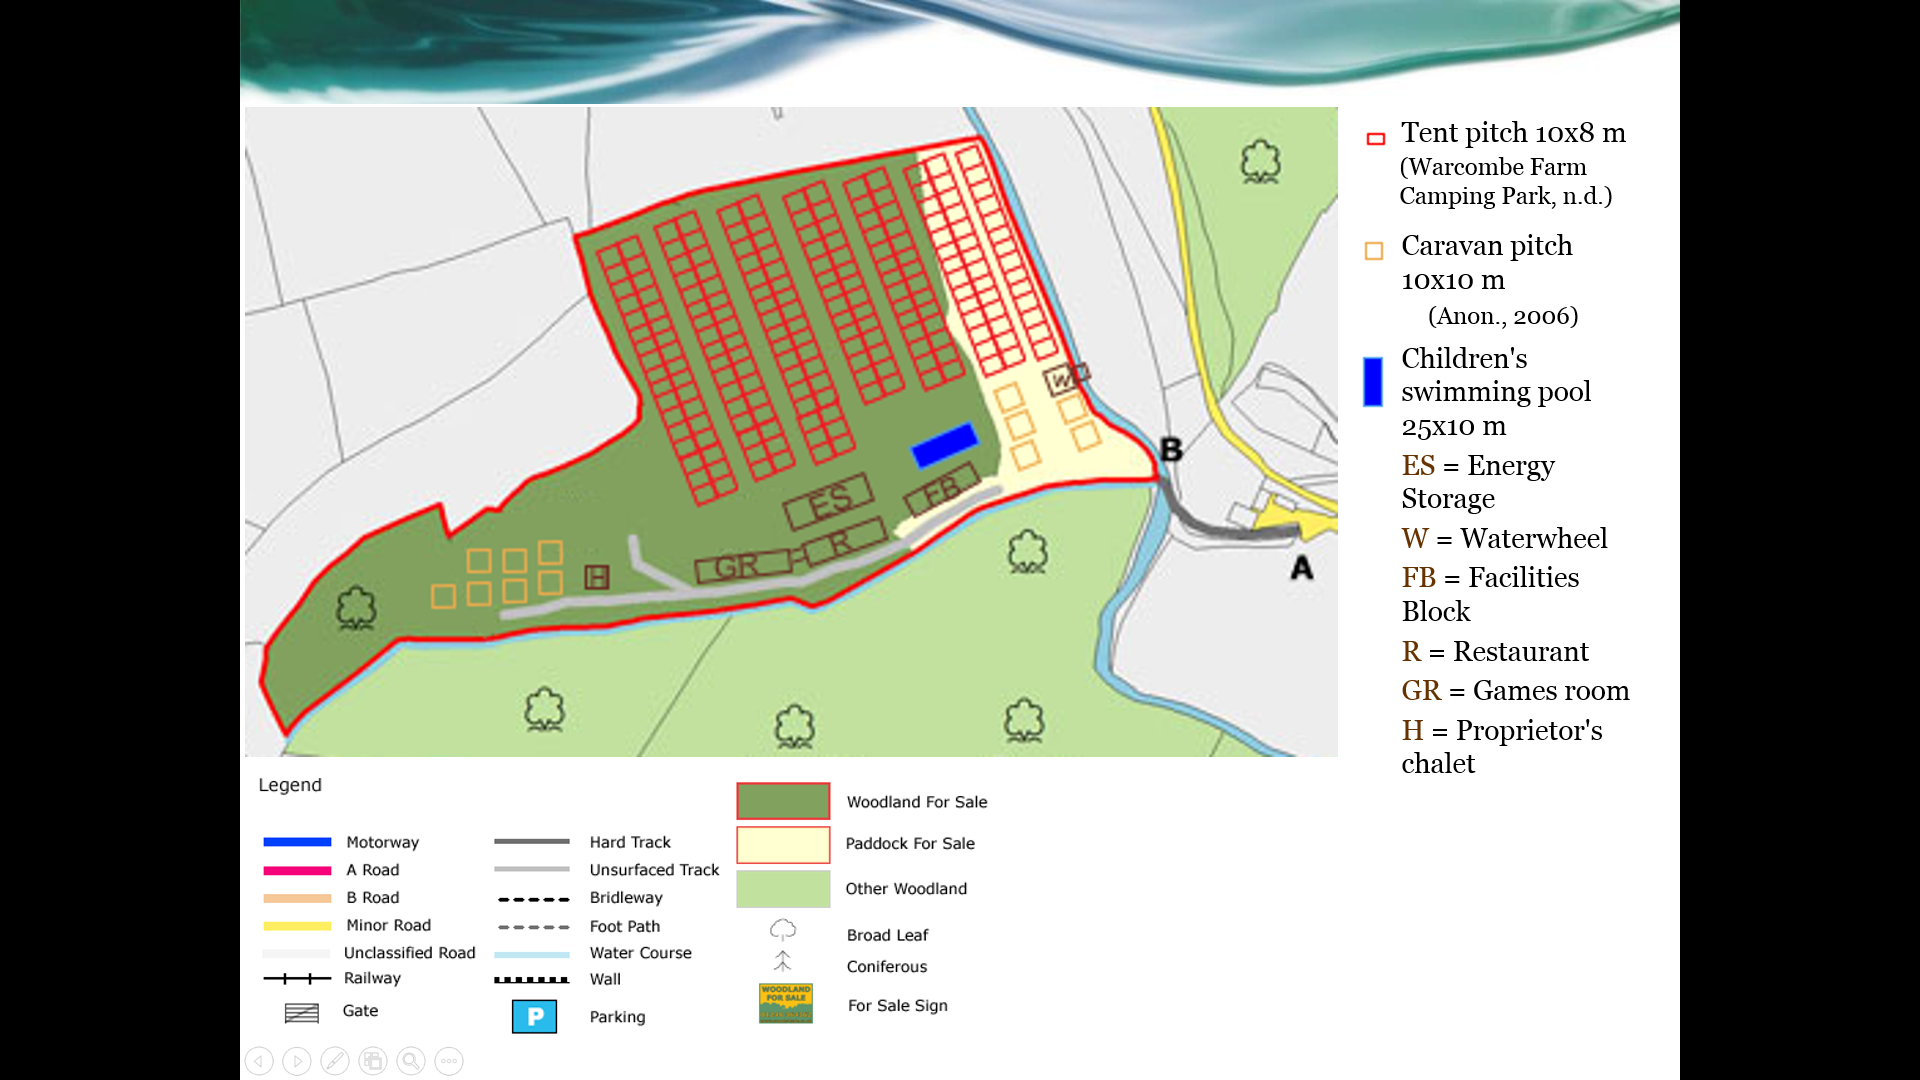 Tent pitch 10x8 m
(Warcombe Farm
Camping Park, n.d.)
Caravan pitch
10x10 m
(Anon., 2006)
Children's
swimming pool
25x10 m
ES = Energy
Storage
W = Waterwheel
FB = Facilities
Block
R = Restaurant
GR = Games room
H = Proprietor's
chalet
W
B
ES
FB
R
GR
H
A
Legend
Motorway
A Road
B Road
Minor Road
Unclassified Road
Railway
Gate
Hard Track
Unsurfaced Track
Bridleway
Foot Path
Water Course
Wall
P
Parking
Woodland For Sale
Paddock For Sale
Other Woodland
Broad Leaf
Coniferous
WOODLAND
FOR SALE
For Sale Sign